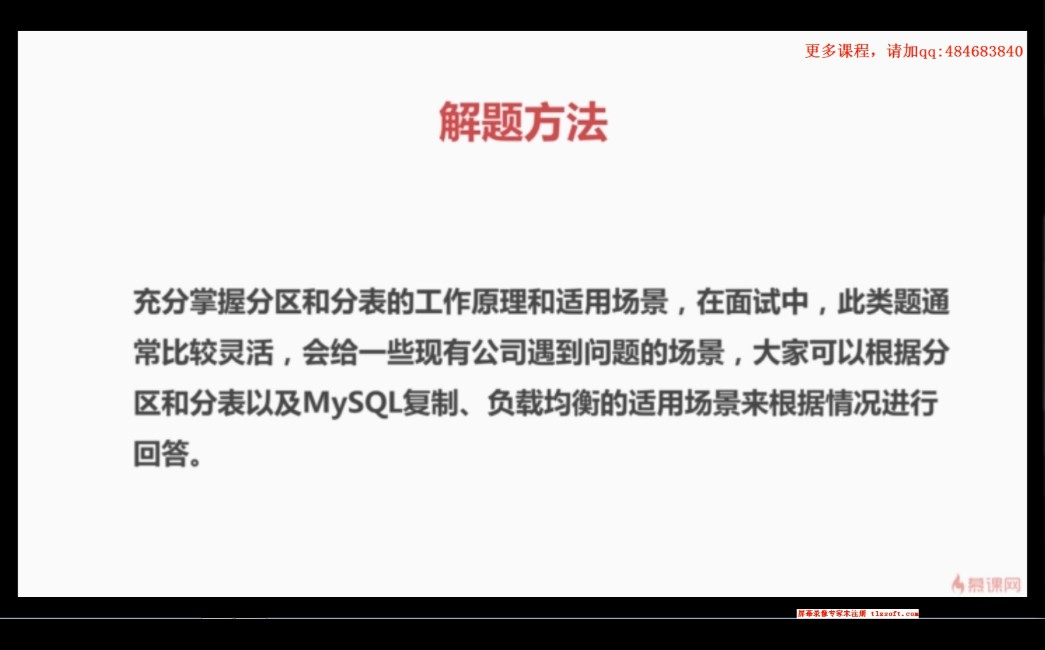 更多课程，请加qq:484683840
解题方法
充分掌握分区和分表的工作原理和适用场景，在面试中，此类题通
常比较灵活，会给一些现有公司遇到问题的场景，大家可以根据分
区和分表以及MySQL复制、负载均衡的适用场景来根据情况进行
回答。
慕课网
屏幕录像专家未注册 tlxsoft.com